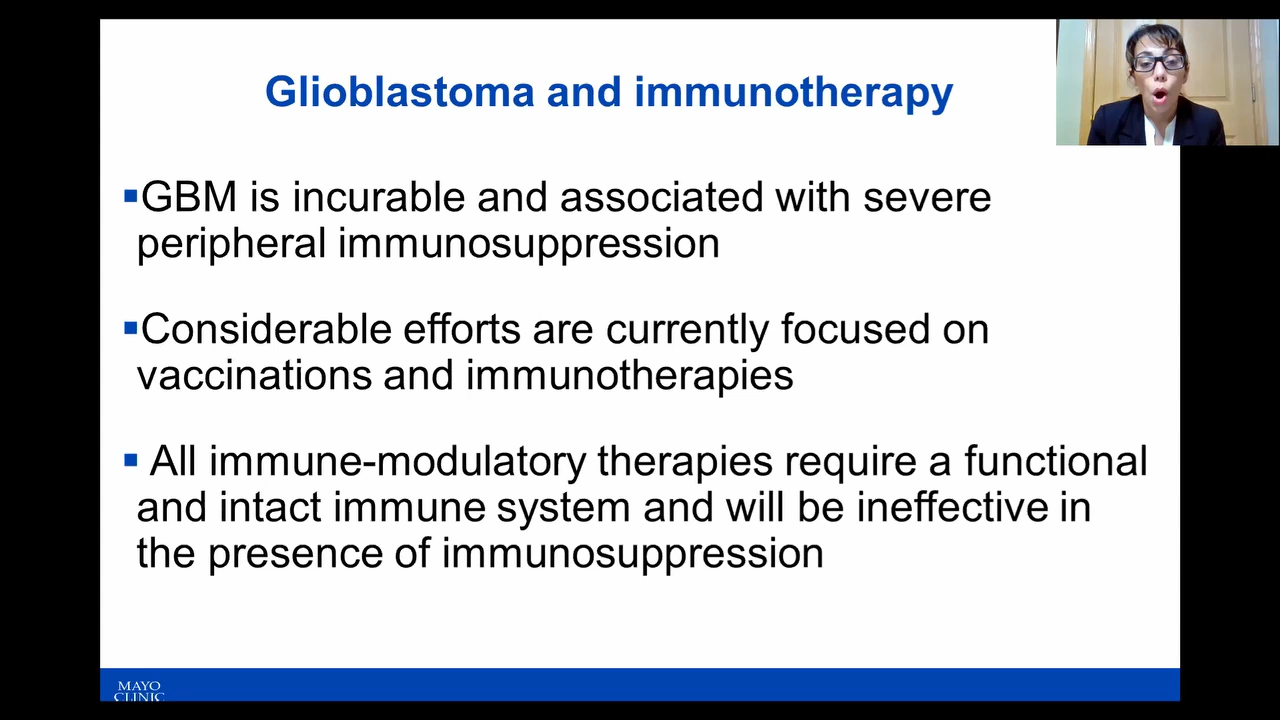 Glioblastoma and immunotherapy
▪GBM is incurable and associated with severe
peripheral immunosuppression
▪Considerable efforts are currently focused on
vaccinations and immunotherapies
▪ All immune-modulatory therapies require a functional
and intact immune system and will be ineffective in
the presence of immunosuppression
MAYO
CLINIC